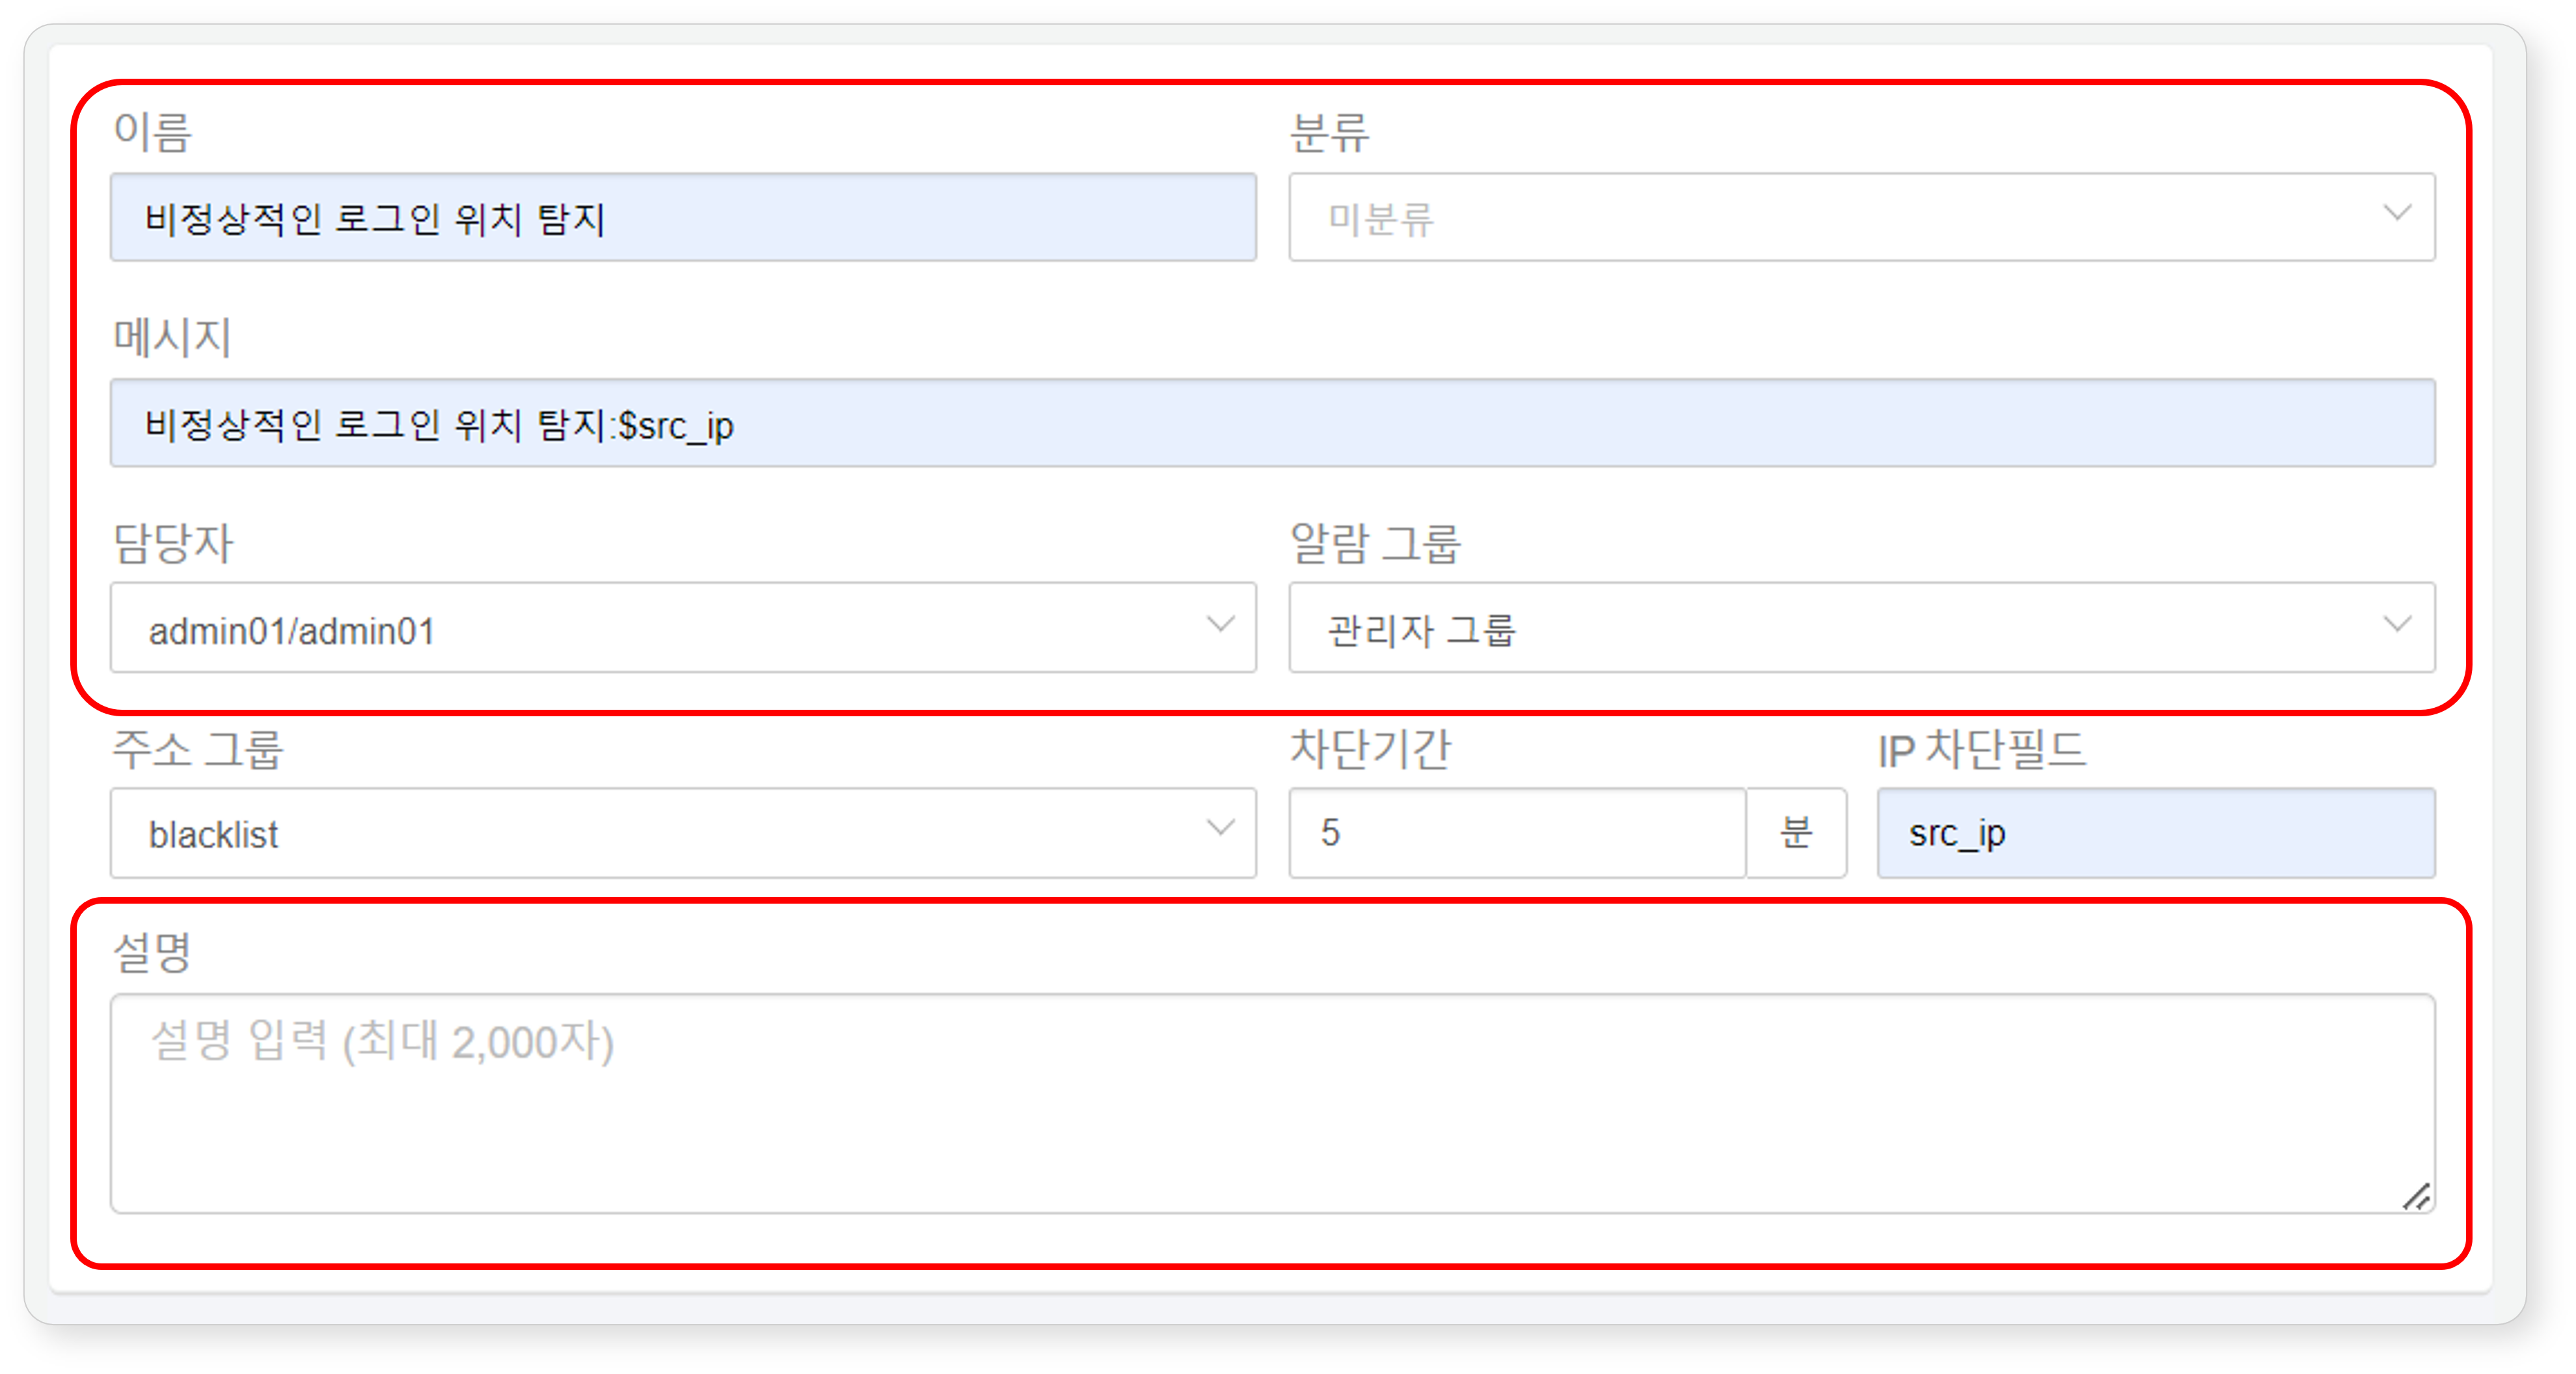 이름 분류
비정상적인 로그인 위치 탐지 미분류
메시지
비정상적인 로그인 위치 탐지:$src_ip
담당자 알람 그룹
admin01/admin01 관리자 그룹
주소 그룹 차단기간 IP 차단필드
blacklist 5 분 src_ip
설명
설명 입력 (최대 2,000자)